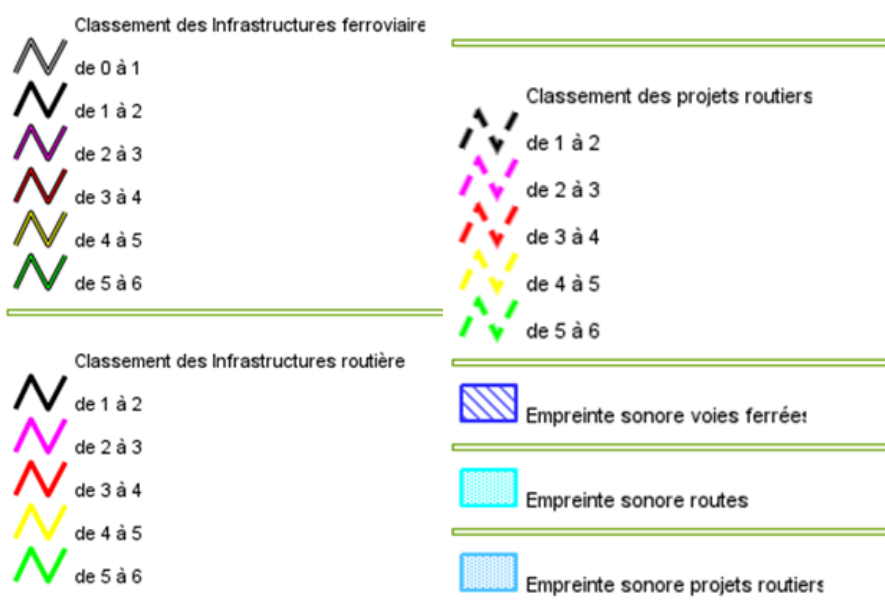 Classement des Infrastructures ferroviaire
de 0 à 1
de 1 à 2
de 2 à 3
de 3 à 4
de 4 à 5
de 5 à 6
Classement des Infrastructures routière
de 1 à 2
de 2 à 3
de 3 à 4
de 4 à 5
de 5 à 6
Classement des projets routiers
de 1 à 2
de 2 à 3
de 3 à 4
de 4 à 5
de 5 à 6
Empreinte sonore voies ferrées
Empreinte sonore routes
Empreinte sonore projets routiers